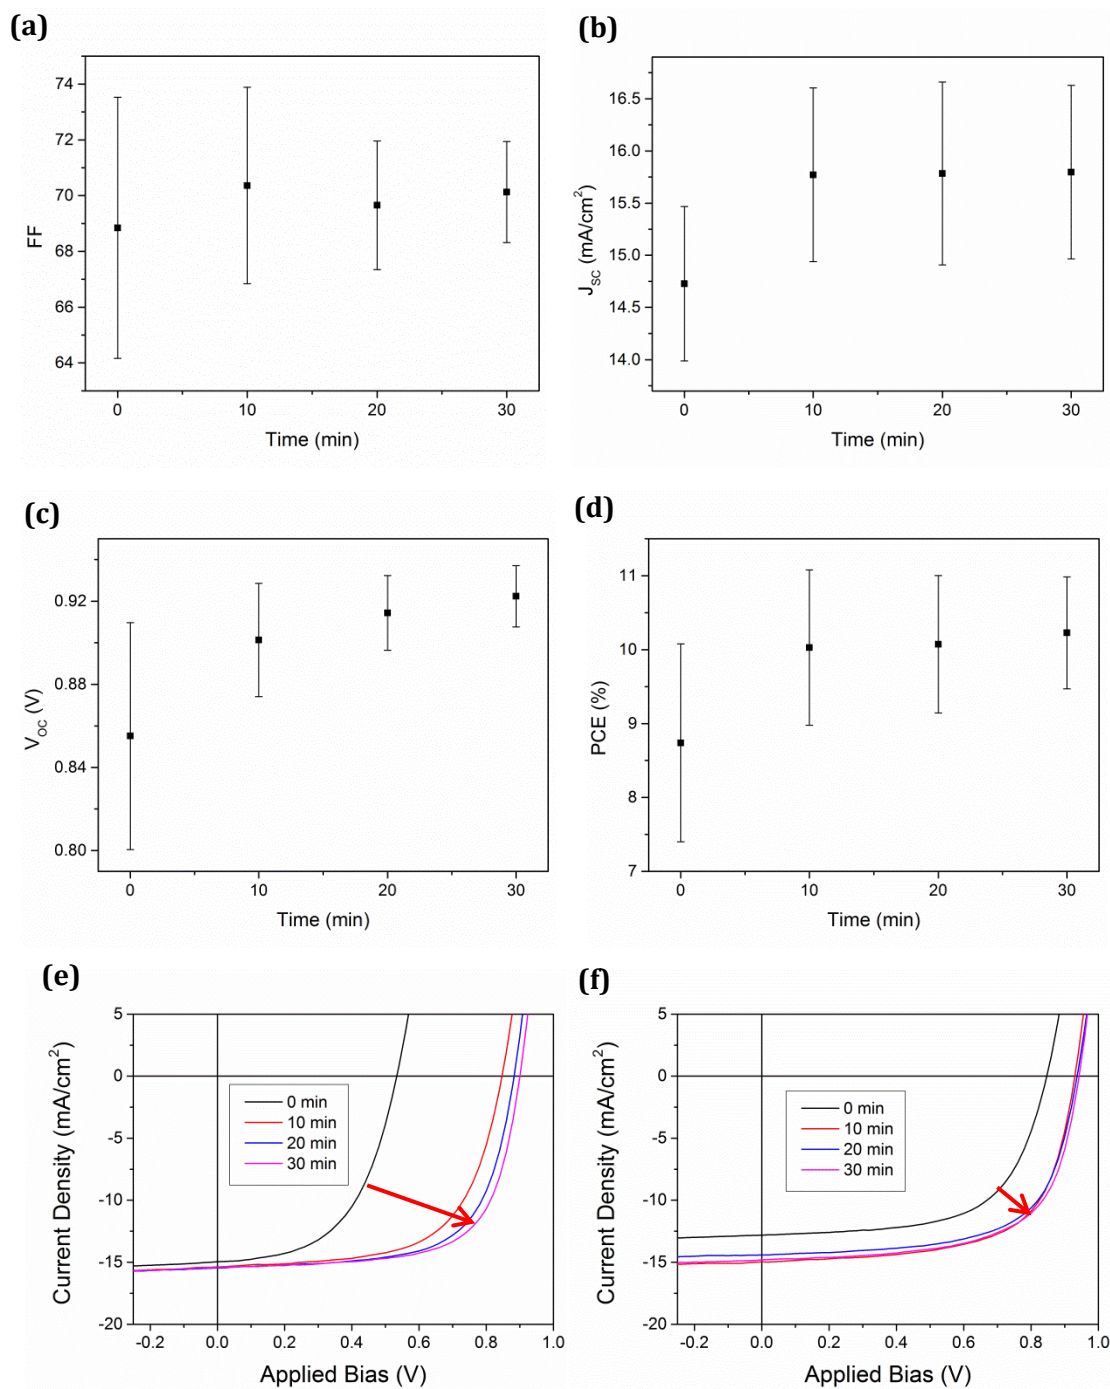 (a)
(b)
74
72
70
68
66
64
FF
0 10 20 30
Time (min)
16.5
16.0
15.5
15.0
14.5
14.0
J_SC (mA/cm²)
0 10 20 30
Time (min)
(c)
(d)
0.92
0.88
0.84
0.80
V_OC (V)
0 10 20 30
Time (min)
11
10
9
8
7
PCE (%)
0 10 20 30
Time (min)
(e)
(f)
5
0
-5
-10
-15
-20
Current Density (mA/cm²)
0 min
10 min
20 min
30 min
-0.2 0.0 0.2 0.4 0.6 0.8 1.0
Applied Bias (V)
5
0
-5
-10
-15
-20
Current Density (mA/cm²)
0 min
10 min
20 min
30 min
-0.2 0.0 0.2 0.4 0.6 0.8 1.0
Applied Bias (V)